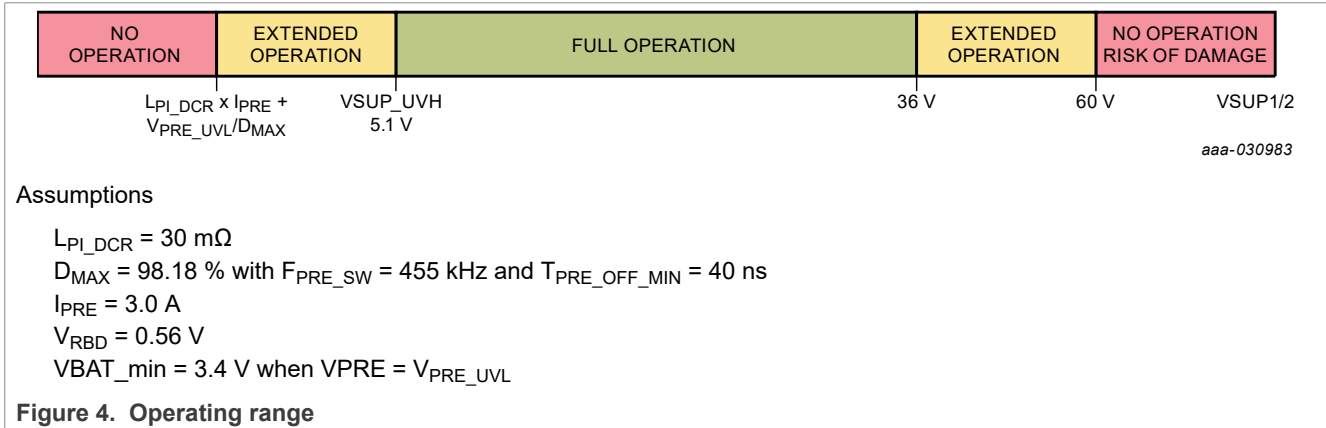 NO OPERATION
EXTENDED OPERATION
FULL OPERATION
EXTENDED OPERATION
NO OPERATION RISK OF DAMAGE
LPI_DCR x IPRE +
VPRE_UVL/DMAX
VSUP_UVH
5.1 V
36 V
60 V
VSUP1/2
aaa-030983
Assumptions
LPI_DCR = 30 mΩ
DMAX = 98.18 % with FPRE_SW = 455 kHz and TPRE_OFF_MIN = 40 ns
IPRE = 3.0 A
VRBD = 0.56 V
VBAT_min = 3.4 V when VPRE = VPRE_UVL
Figure 4. Operating range